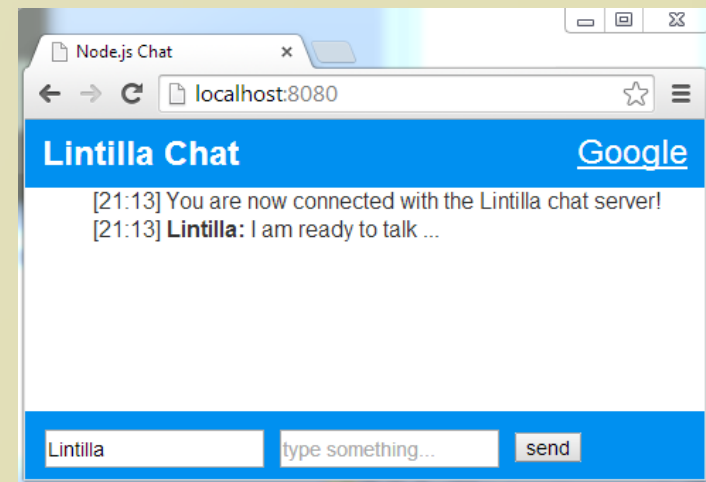 Node.js Chat
localhost:8080
Lintilla Chat Google
[21:13] You are now connected with the Lintilla chat server!
[21:13] Lintilla: I am ready to talk ...
Lintilla type something... send